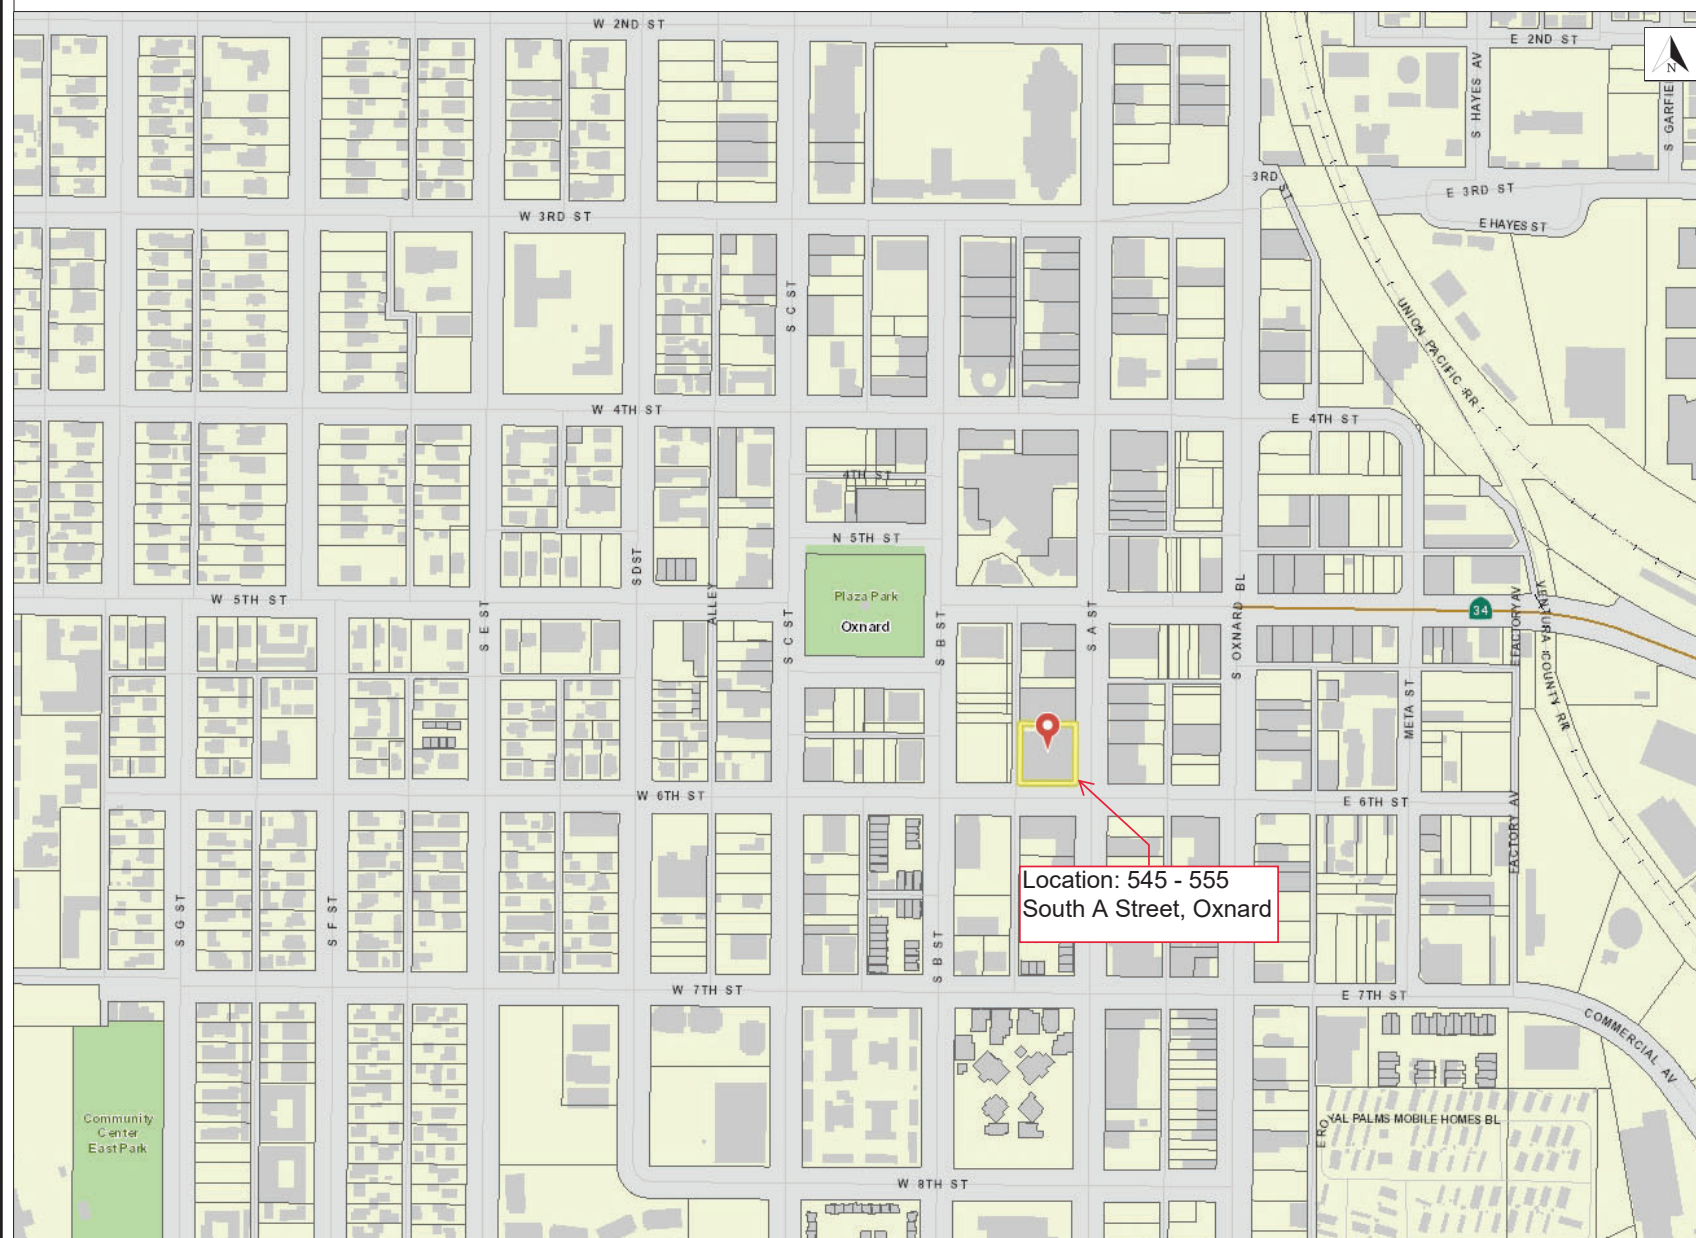 W 2ND ST
E 2ND ST
N
S HAYES AV
S GARFIE
3RD ST
E 3RD ST
W 3RD ST
E HAYES ST
S C ST
UNION PACIFIC RR
W 4TH ST
E 4TH ST
4TH ST
N 5TH ST
S D ST
ALLEY
Plaza Park
Oxnard
W 5TH ST
S E ST
S C ST
S B ST
S A ST
S OXNARD BL
34
E FACTORY AV
VENTURA COUNTY RR
META ST
W 6TH ST
E 6TH ST
FACTORY AV
Location: 545 - 555
South A Street, Oxnard
S G ST
S F ST
S B ST
W 7TH ST
E 7TH ST
COMMERCIAL AV
Community
Center
East Park
E RO
YAL PALMS MOBILE HOMES BL
W 8TH ST